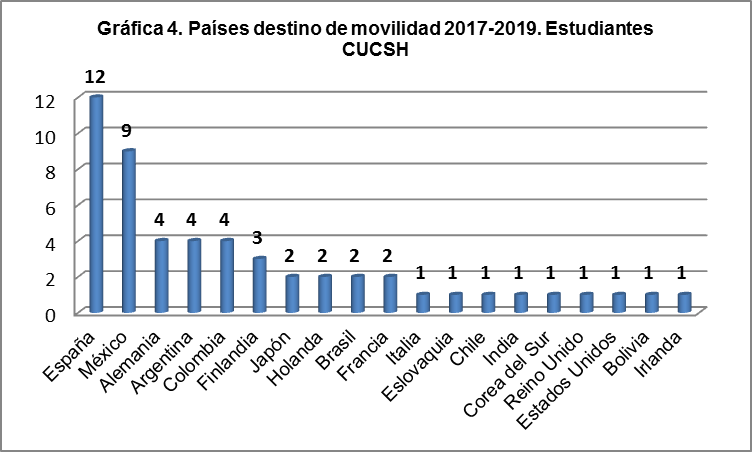 Gráfica 4. Países destino de movilidad 2017-2019. Estudiantes
CUCSH
12
9
4
4
4
3
2
2
2
2
1
1
1
1
1
1
1
1
1
12
10
8
6
4
2
0
España
México
Alemania
Argentina
Colombia
Finlandia
Japón
Holanda
Brasil
Francia
Italia
Eslovaquia
Chile
India
Corea del Sur
Reino Unido
Estados Unidos
Bolivia
Irlanda